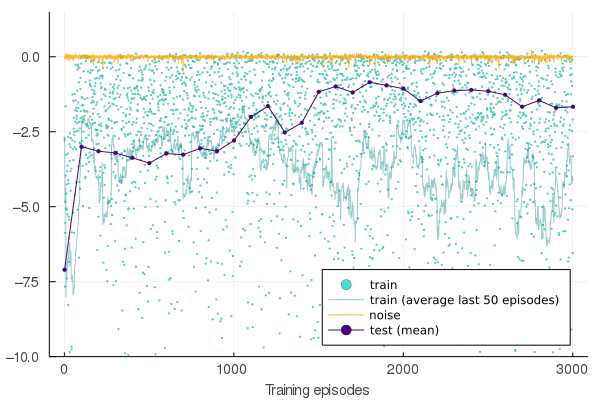 0.0
−2.5
−5.0
−7.5
−10.0
0
1000
2000
3000
Training episodes
train
train (average last 50 episodes)
noise
test (mean)